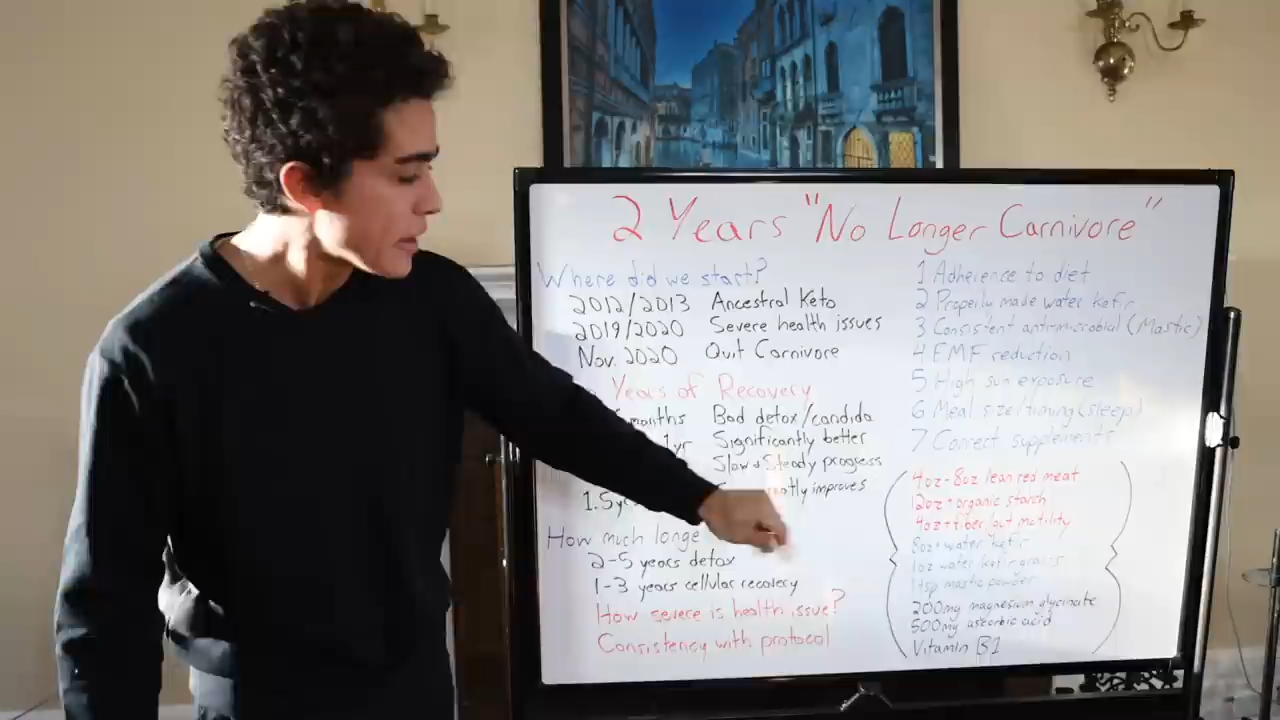 2 Years "No Longer Carnivore"
Where did we start?
2012/2013 Ancestral Keto
2019/2020 Severe health issues
Nov. 2020 Quit Carnivore
Years of Recovery
months Bad detox/candida
1yr Significantly better
Slow & Steady progress
1.5y improves
How much longe
2-5 years detox
1-3 years cellular recovery
How severe is health issue?
Consistency with protocol
1 Adherence to diet
2 Properly made water kefir
3 Consistent antimicrobial (Mastic)
4 EMF reduction
5 High sun exposure
6 Meal size/timing (sleep)
7 Correct supplements
4oz-8oz lean red meat
12oz+ organic starch
4oz+ fiber gut motility
8oz+ water kefir
1oz water kefir grains
1tsp mastic powder
200mg magnesium glycinate
500mg ascorbic acid
Vitamin B1